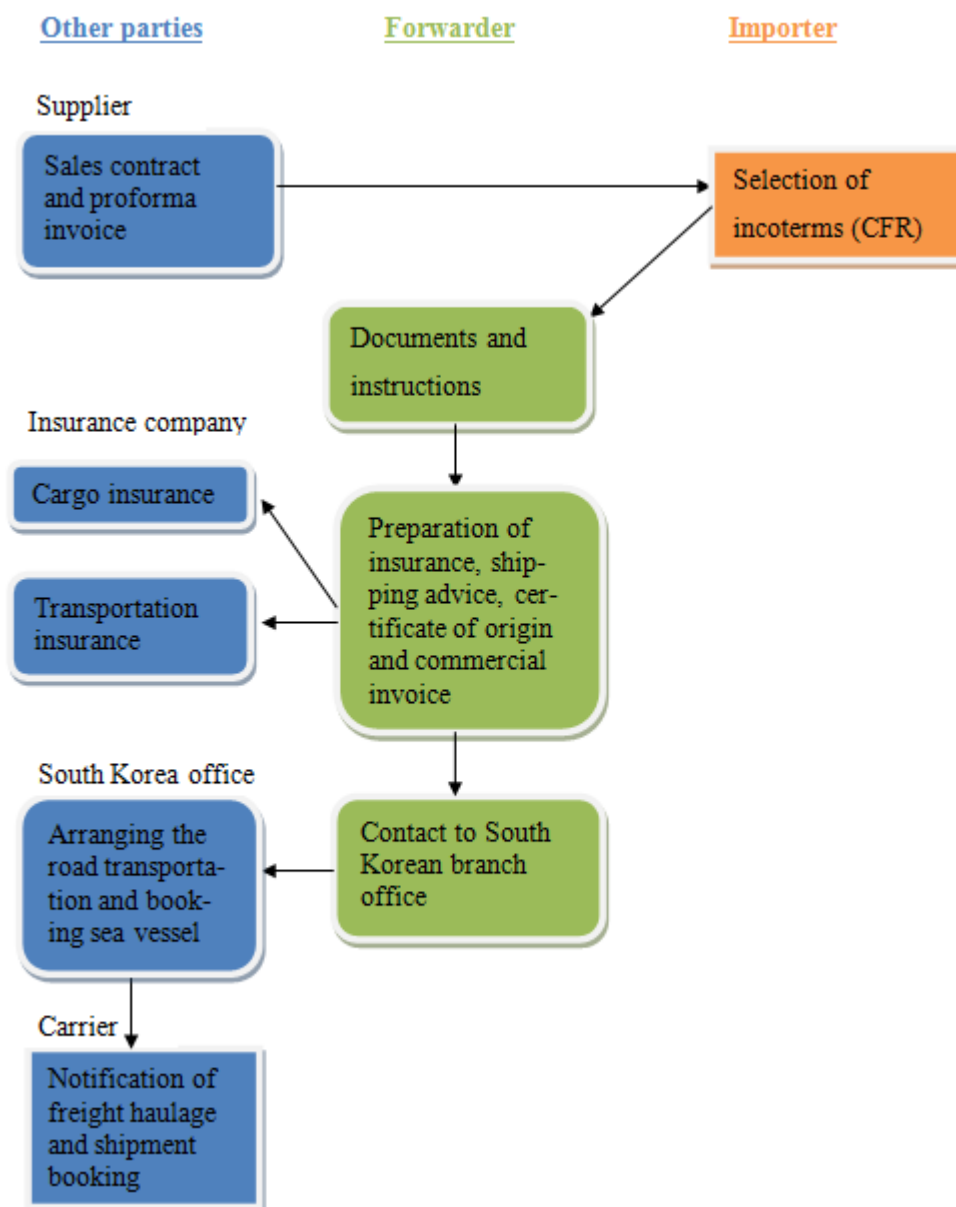 Other parties
Forwarder
Importer
Supplier
Sales contract
and proforma
invoice
Selection of
incoterms (CFR)
Documents and
instructions
Insurance company
Cargo insurance
Transportation
insurance
Preparation of
insurance, ship-
ping advice, cer-
tificate of origin
and commercial
invoice
South Korea office
Arranging the
road transporta-
tion and book-
ing sea vessel
Contact to South
Korean branch
office
Carrier
Notification of
freight haulage
and shipment
booking